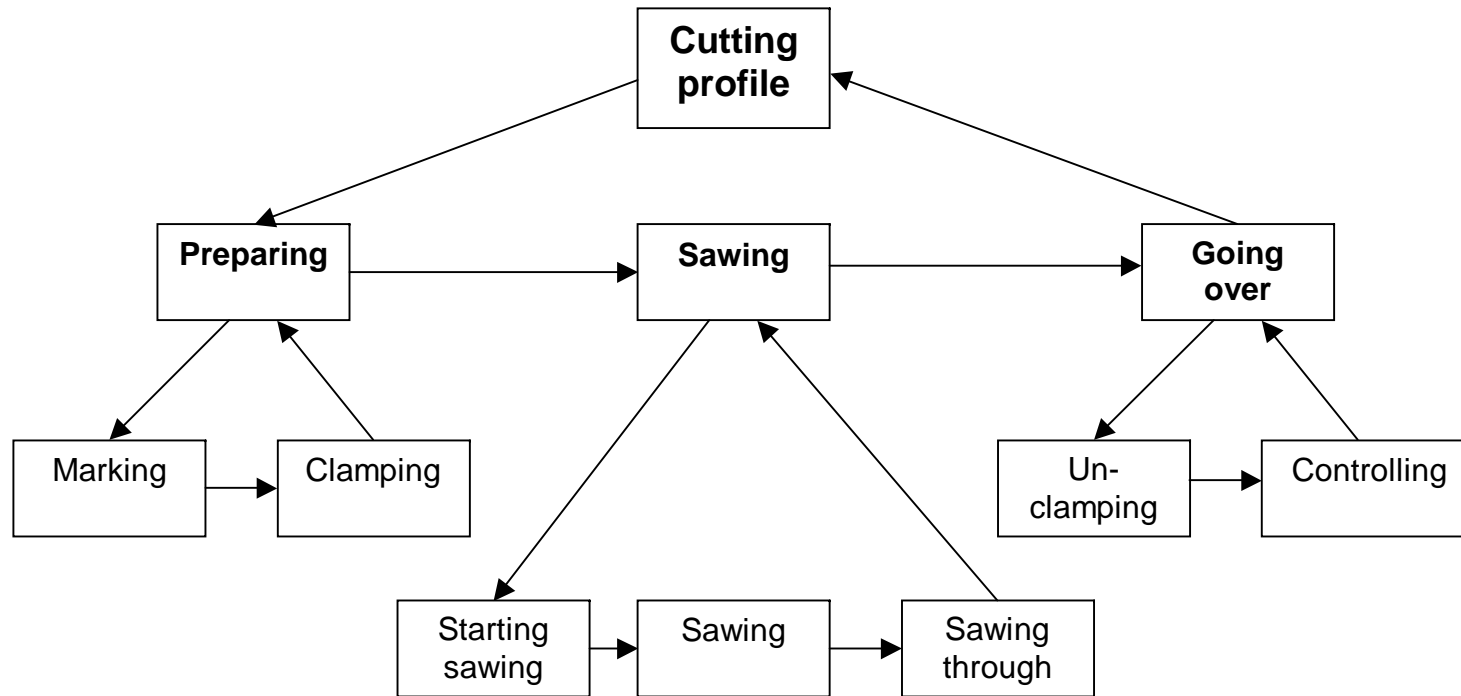 Cutting
profile
Preparing
Sawing
Going
over
Marking
Clamping
Un-
clamping
Controlling
Starting
sawing
Sawing
Sawing
through